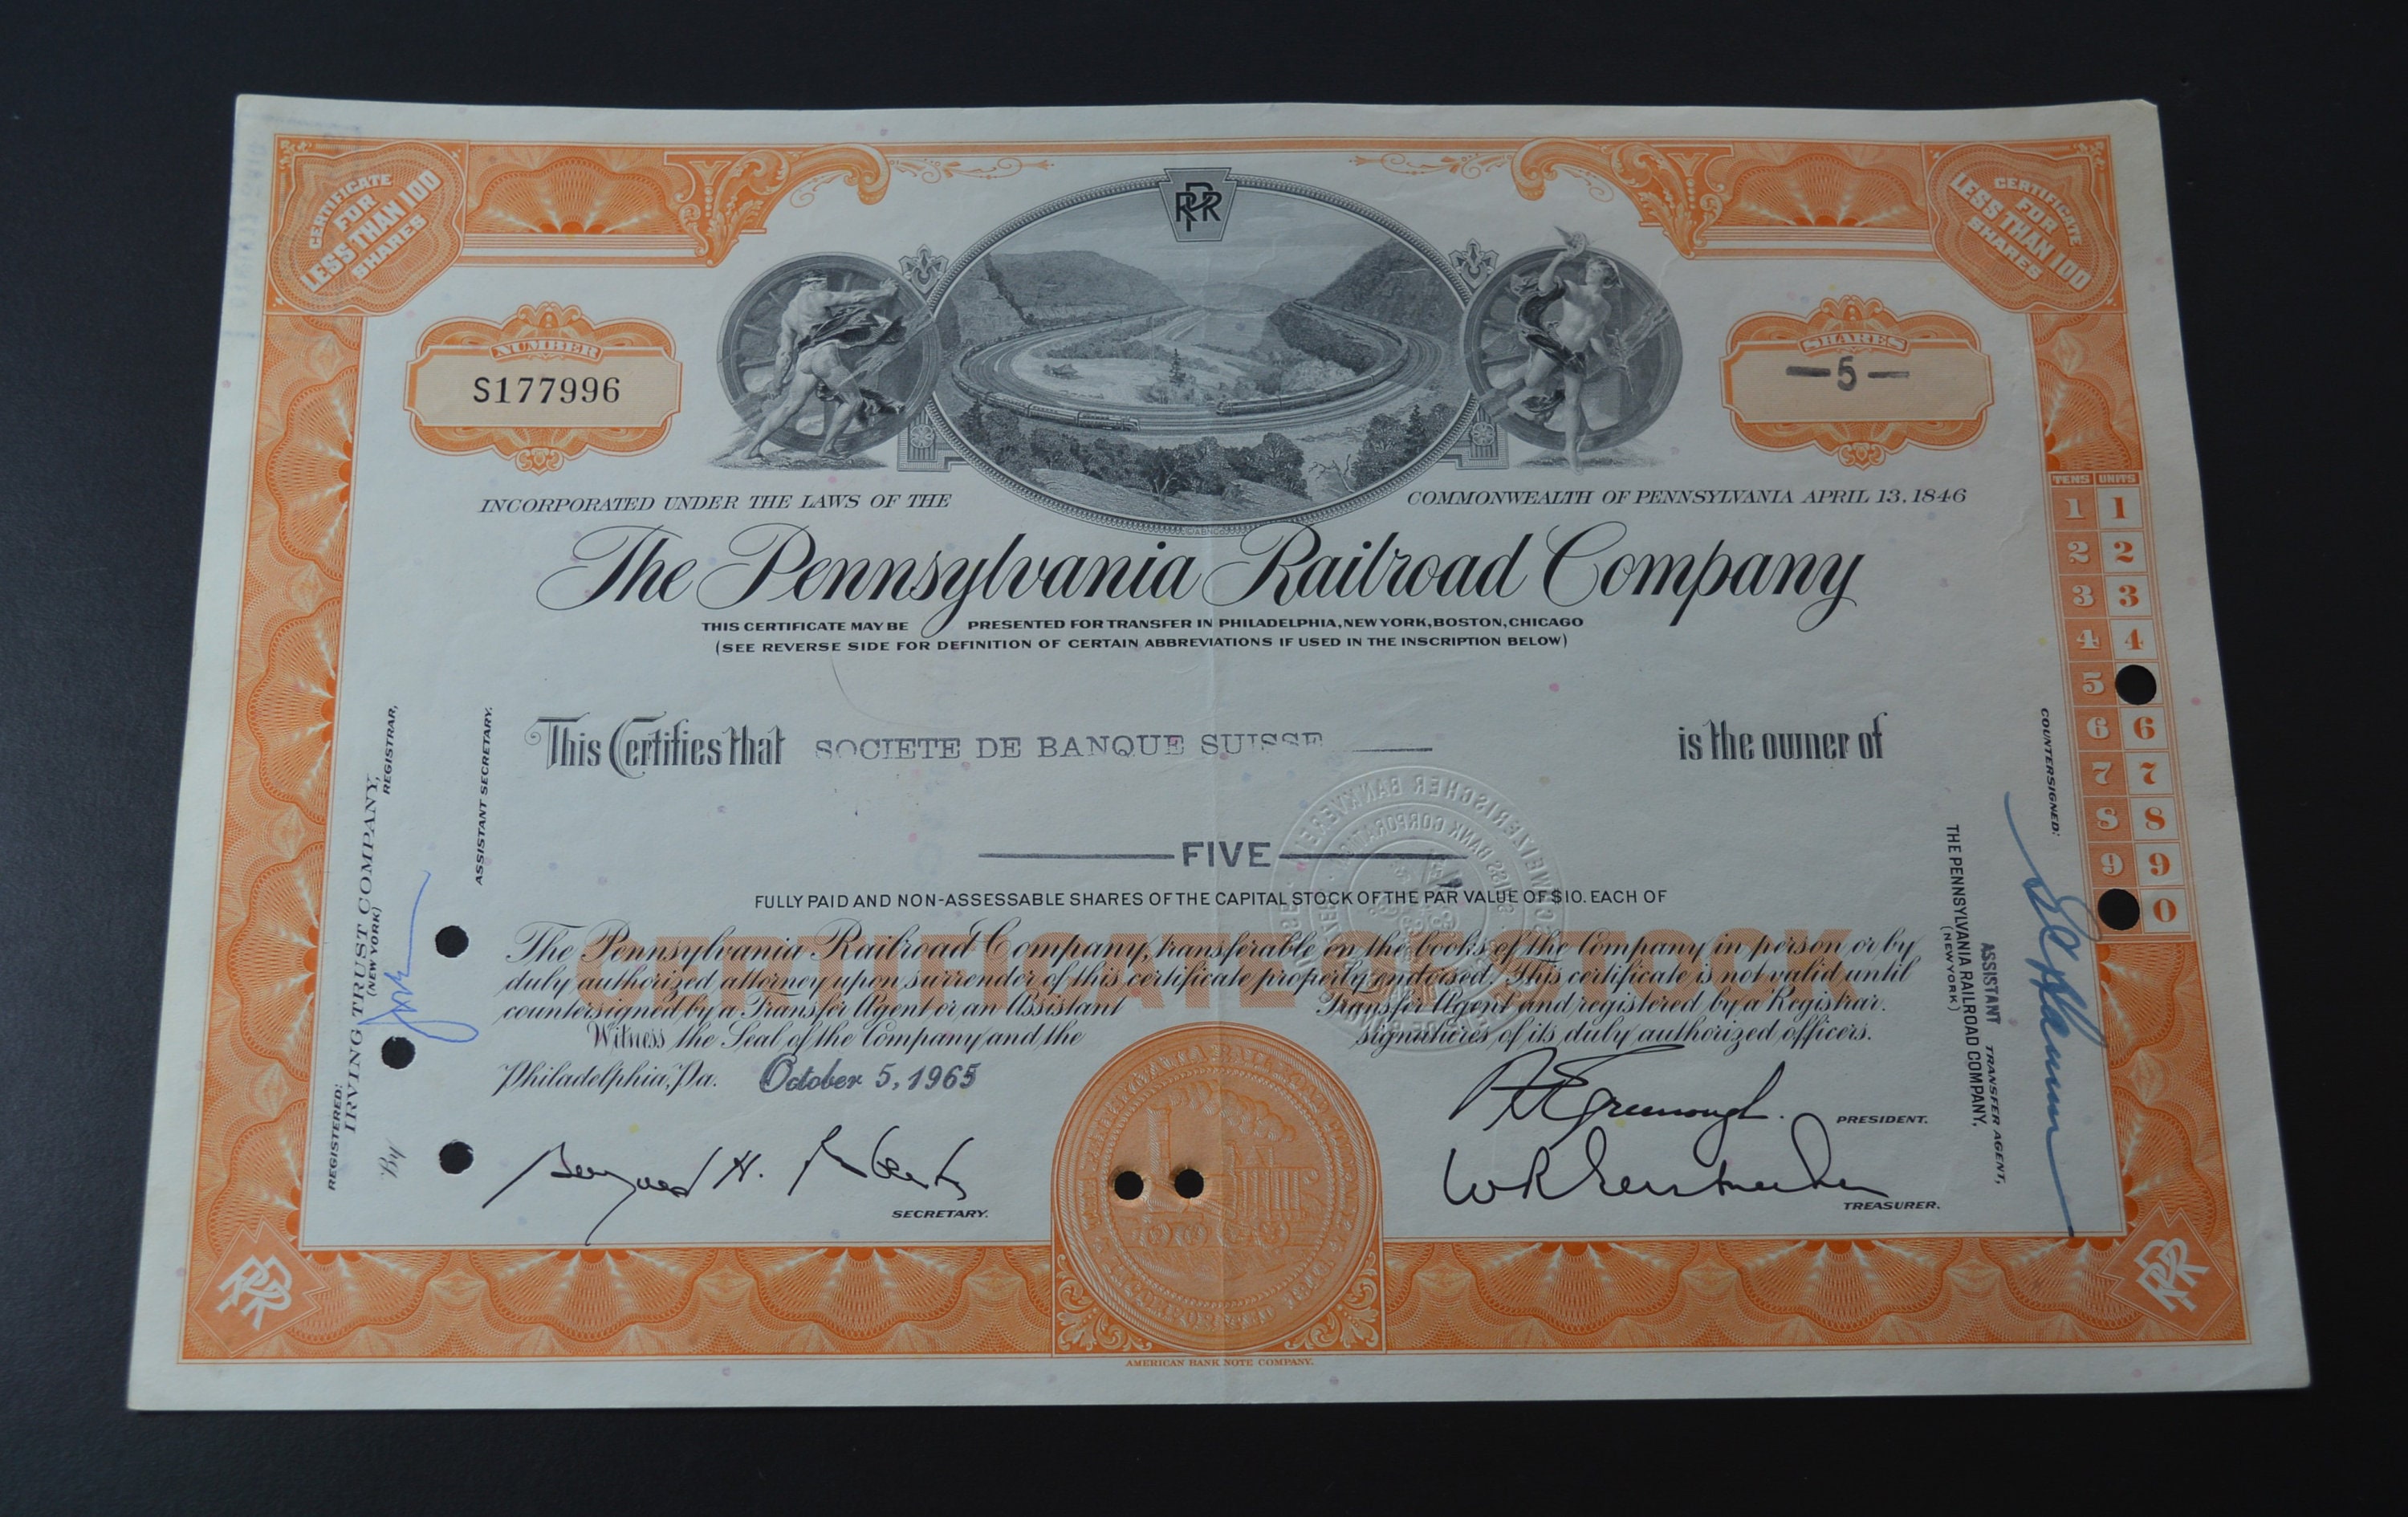 CERTIFICATE
FOR
LESS THAN 100
SHARES
PRR
CERTIFICATE
FOR
LESS THAN 100
SHARES
NUMBER
S177996
SHARES
—5—
INCORPORATED UNDER THE LAWS OF THE COMMONWEALTH OF PENNSYLVANIA APRIL 13, 1846
The Pennsylvania Railroad Company
THIS CERTIFICATE MAY BE PRESENTED FOR TRANSFER IN PHILADELPHIA, NEW YORK, BOSTON, CHICAGO
(SEE REVERSE SIDE FOR DEFINITION OF CERTAIN ABBREVIATIONS IF USED IN THE INSCRIPTION BELOW)
This Certifies that SOCIETE DE BANQUE SUISSE is the owner of
FIVE
FULLY PAID AND NON-ASSESSABLE SHARES OF THE CAPITAL STOCK OF THE PAR VALUE OF $10. EACH OF
CERTIFICATE STOCK
The Pennsylvania Railroad Company, transferable on the books of the Company in person or by
duly authorized attorney upon surrender of this certificate properly endorsed. This certificate is not valid until
countersigned by a Transfer Agent or an Assistant Transfer Agent and registered by a Registrar.
Witness the Seal of the Company and the signatures of its duly authorized officers.
Philadelphia, Pa. October 5, 1965
PRESIDENT.
SECRETARY.
TREASURER.
REGISTERED:
IRVING TRUST COMPANY,
(NEW YORK)
REGISTRAR,
By
ASSISTANT SECRETARY.
COUNTERSIGNED:
THE PENNSYLVANIA RAILROAD COMPANY,
(NEW YORK)
ASSISTANT TRANSFER AGENT,
TENS UNITS
1 1
2 2
3 3
4 4
5
6 6
7 7
8 8
9 9
0
SCHWEIZERISCHER BANKVEREIN
SWISS BANK CORPORATION
PRR
PRR
AMERICAN BANK NOTE COMPANY.